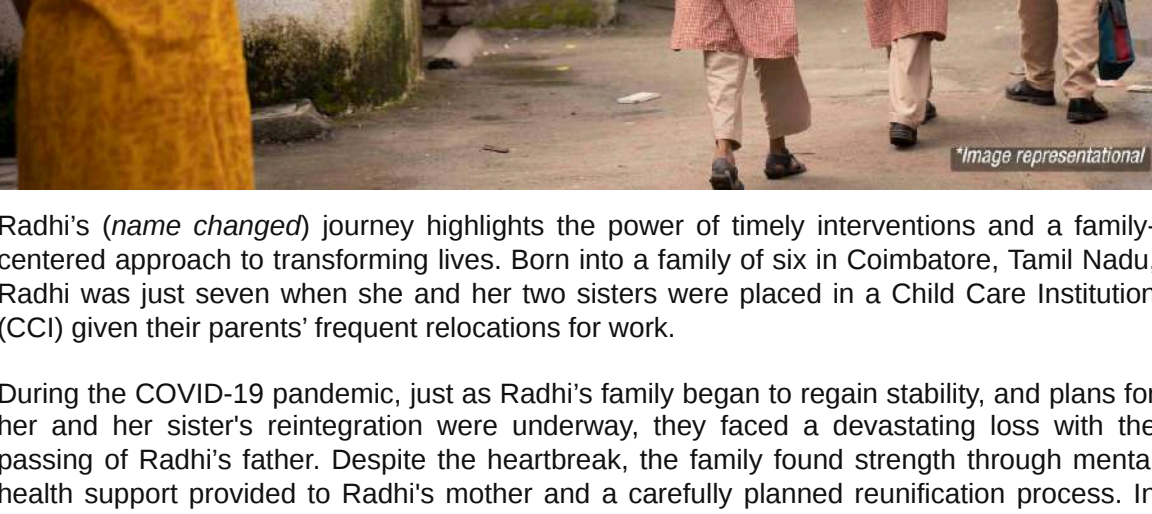 *Image representational
Radhi’s (name changed) journey highlights the power of timely interventions and a family-
centered approach to transforming lives. Born into a family of six in Coimbatore, Tamil Nadu,
Radhi was just seven when she and her two sisters were placed in a Child Care Institution
(CCI) given their parents’ frequent relocations for work.
During the COVID-19 pandemic, just as Radhi’s family began to regain stability, and plans for
her and her sister's reintegration were underway, they faced a devastating loss with the
passing of Radhi’s father. Despite the heartbreak, the family found strength through menta
health support provided to Radhi's mother and a carefully planned reunification process. In